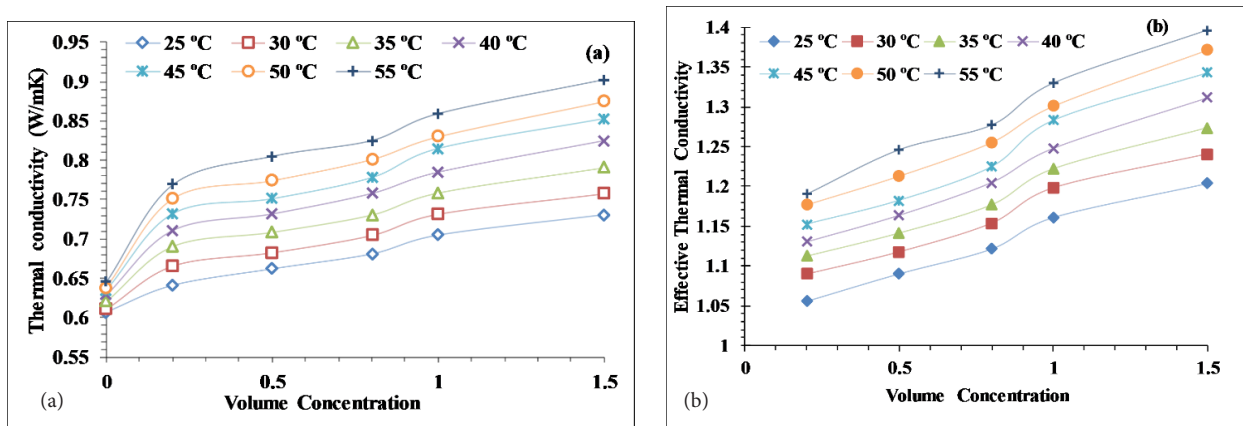 0.95
0.9
0.85
0.8
0.75
0.7
0.65
0.6
0.55
Thermal conductivity (W/mK)
25 ºC
30 ºC
35 ºC
40 ºC
45 ºC
50 ºC
55 ºC
(a)
0
0.5
1
1.5
Volume Concentration
(a)
1.4
1.35
1.3
1.25
1.2
1.15
1.1
1.05
1
Effective Thermal Conductivity
25 ºC
30 ºC
35 ºC
40 ºC
45 ºC
50 ºC
55 ºC
(b)
0
0.5
1
1.5
Volume Concentration
(b)